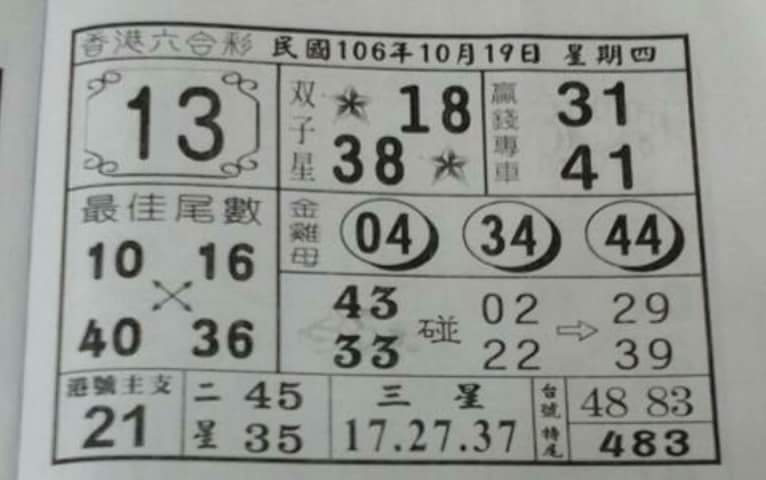 香港六合彩 民國106年10月19日 星期四
13
双子星
18
38
贏錢專車
31
41
最佳尾數
10 16
40 36
金雞母
04 34 44
43 碰 02 ⇨ 29
33 22 39
港號主支
21
二星
45
35
三星
17.27.37
台號特尾
48 83
483